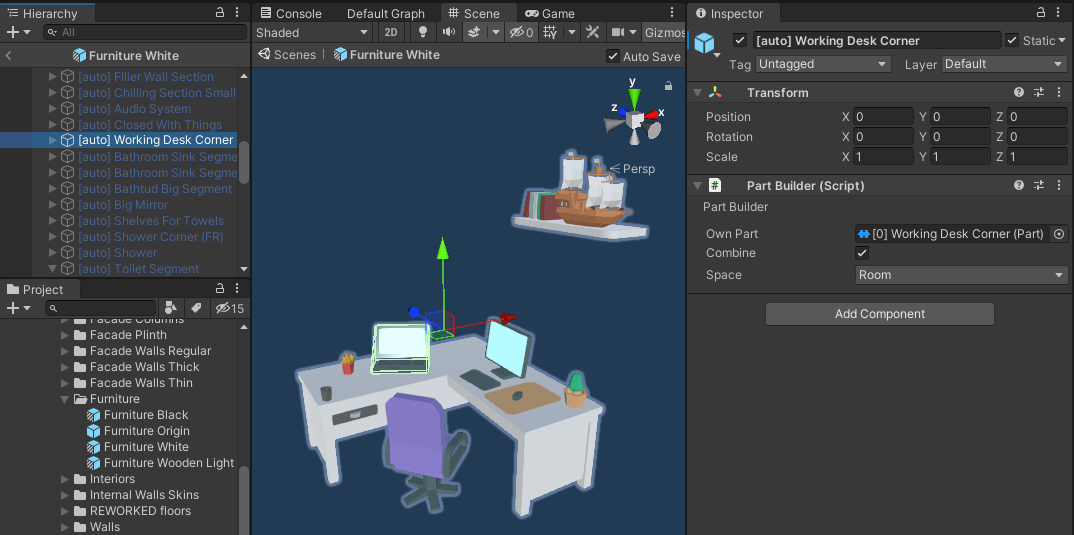 Hierarchy
All
Furniture White
[auto] Filler Wall Section
[auto] Chilling Section Small
[auto] Audio System
[auto] Closed With Things
[auto] Working Desk Corner
[auto] Bathroom Sink Segme
[auto] Bathroom Sink Segme
[auto] Bathtud Big Segment
[auto] Big Mirror
[auto] Shelves For Towels
[auto] Shower Corner (FR)
[auto] Shower
[auto] Toilet Segment
Project
15
Facade Columns
Facade Plinth
Facade Walls Regular
Facade Walls Thick
Facade Walls Thin
Furniture
Furniture Black
Furniture Origin
Furniture White
Furniture Wooden Light
Interiors
Internal Walls Skins
REWORKED floors
Walls
Console Default Graph Scene Game
Shaded 2D 0 Gizmos
Scenes Furniture White Auto Save
y
z
x
Persp
Inspector
[auto] Working Desk Corner Static
Tag Untagged Layer Default
Transform
Position X 0 Y 0 Z 0
Rotation X 0 Y 0 Z 0
Scale X 1 Y 1 Z 1
# Part Builder (Script)
Part Builder
Own Part [0] Working Desk Corner (Part)
Combine
Space Room
Add Component